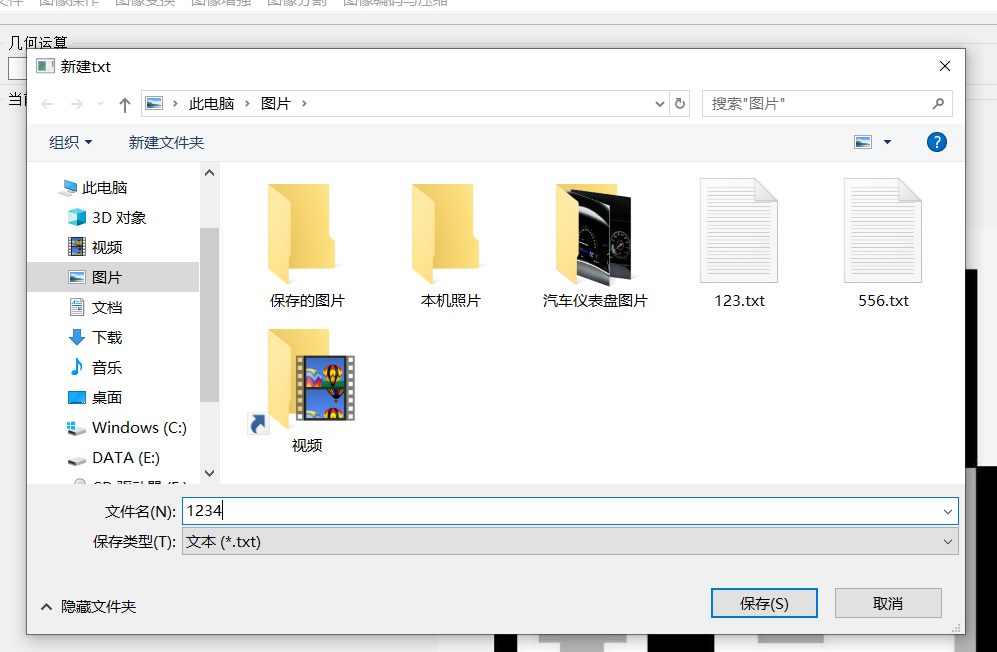 文件 图像操作 图像变换 图像增强 图像分割 图像编码与压缩
几何运算
新建txt
此电脑 图片
搜索"图片"
组织 新建文件夹
此电脑
3D 对象
视频
图片
文档
下载
音乐
桌面
Windows (C:)
DATA (E:)
保存的图片
本机照片
汽车仪表盘图片
123.txt
556.txt
视频
文件名(N): 1234
保存类型(T): 文本 (*.txt)
隐藏文件夹
保存(S)
取消